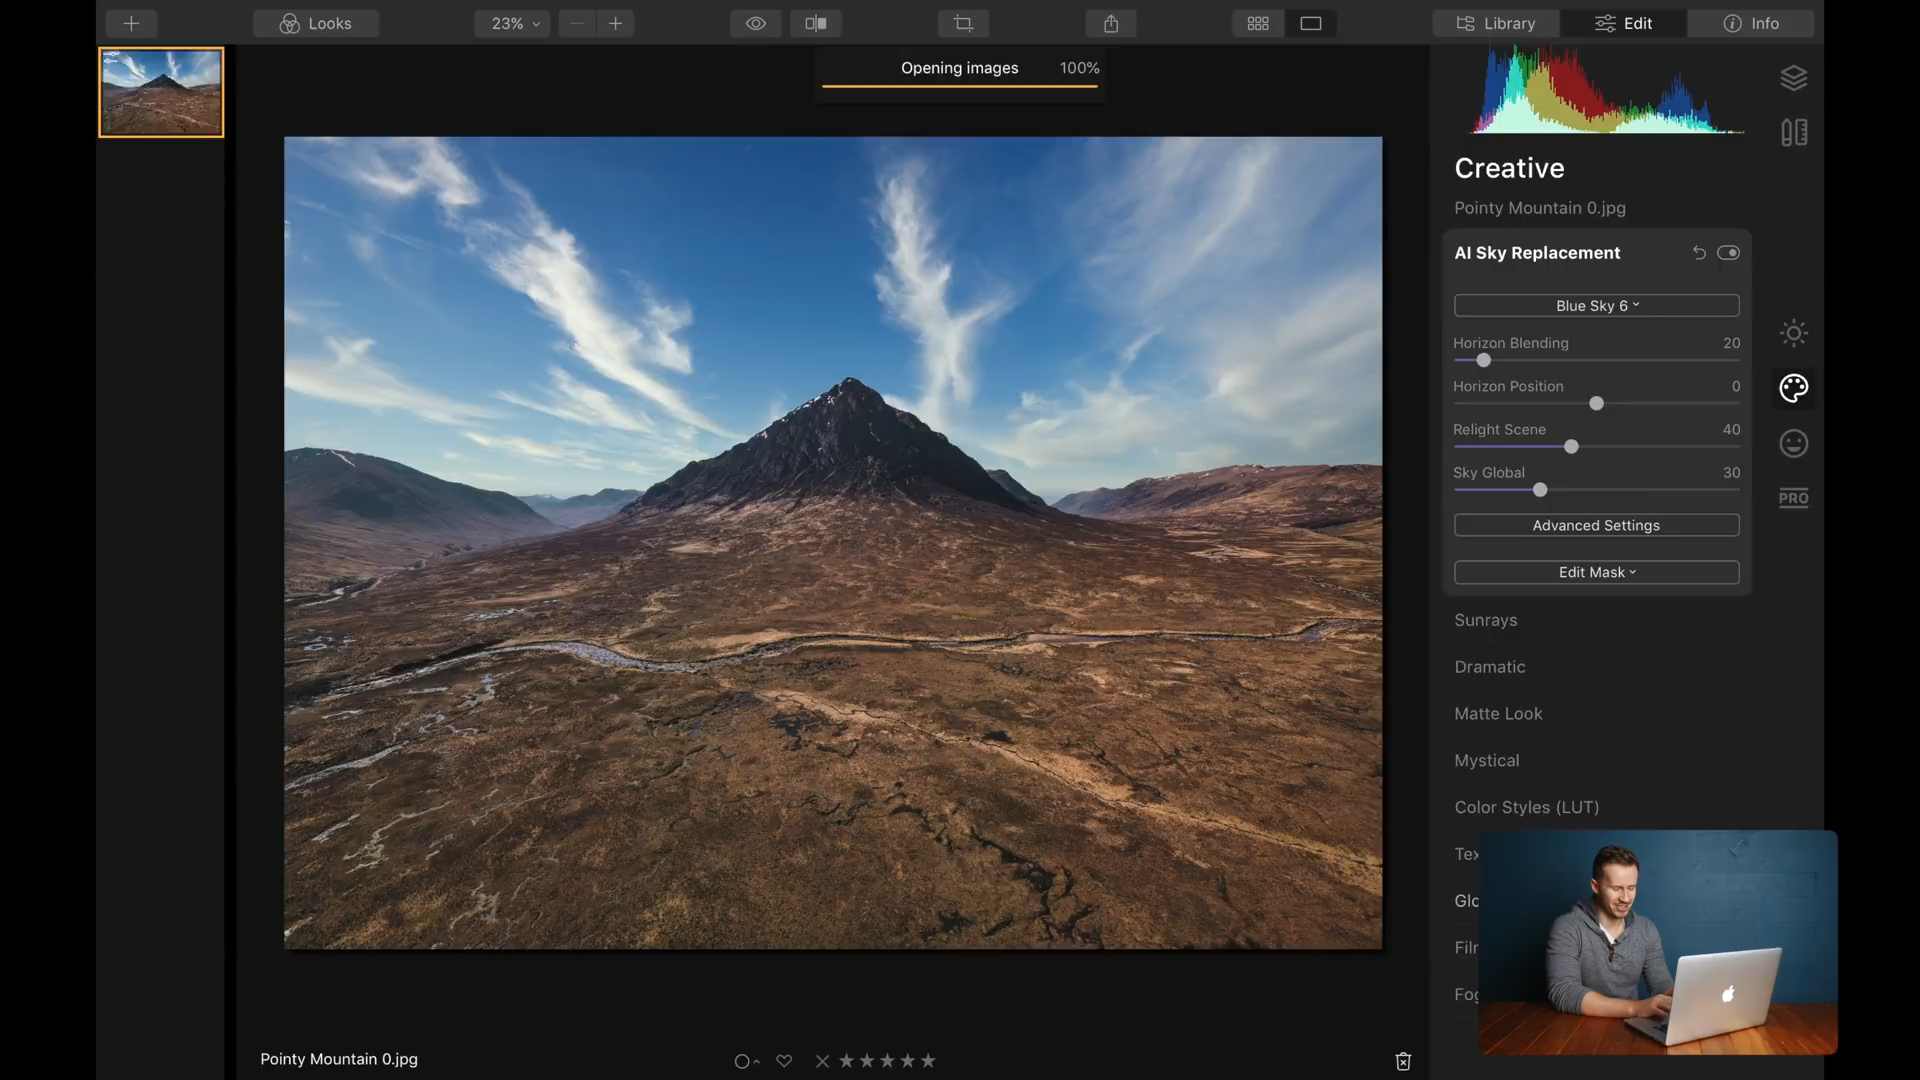 Looks
23%
Library
Edit
Info
Opening images 100%
Creative
Pointy Mountain 0.jpg
AI Sky Replacement
Blue Sky 6
Horizon Blending 20
Horizon Position 0
Relight Scene 40
Sky Global 30
Advanced Settings
Edit Mask
PRO
Sunrays
Dramatic
Matte Look
Mystical
Color Styles (LUT)
Pointy Mountain 0.jpg